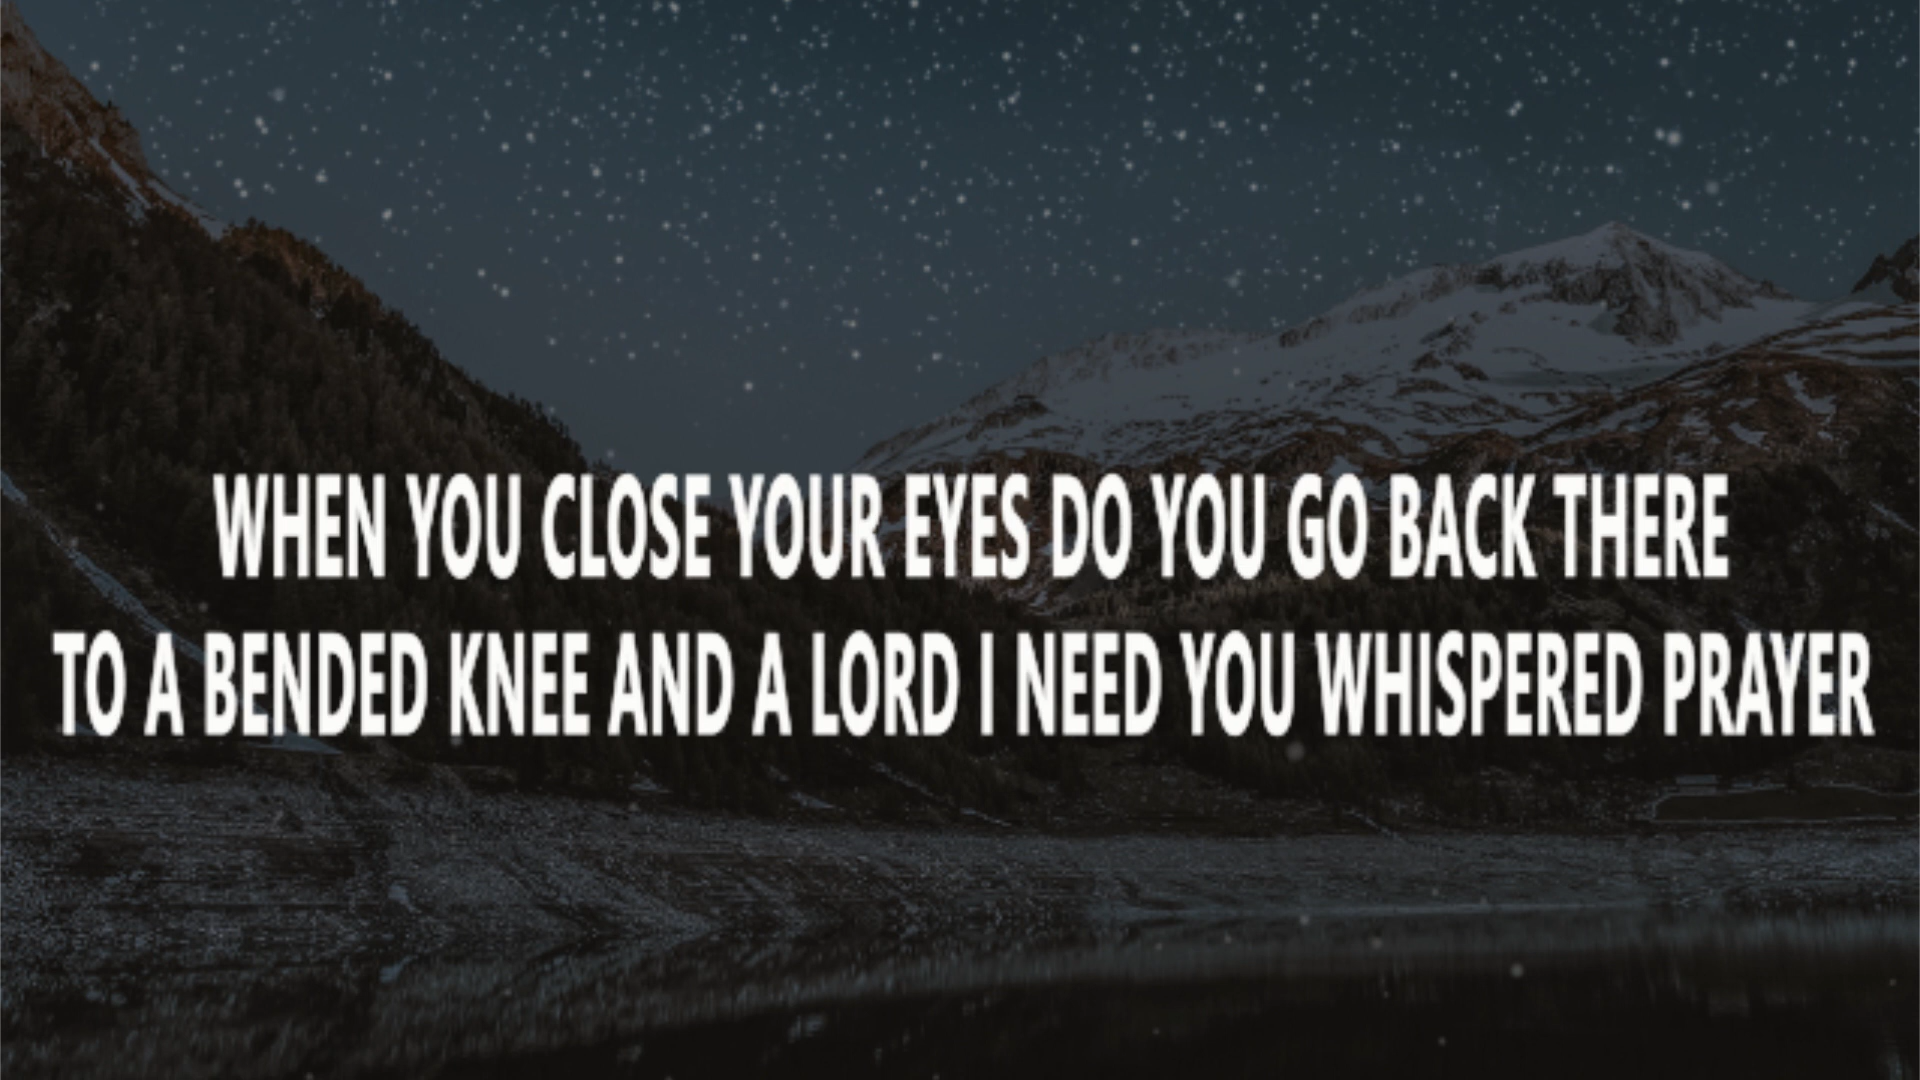 WHEN YOU CLOSE YOUR EYES DO YOU GO BACK THERE
TO A BENDED KNEE AND A LORD I NEED YOU WHISPERED PRAYER